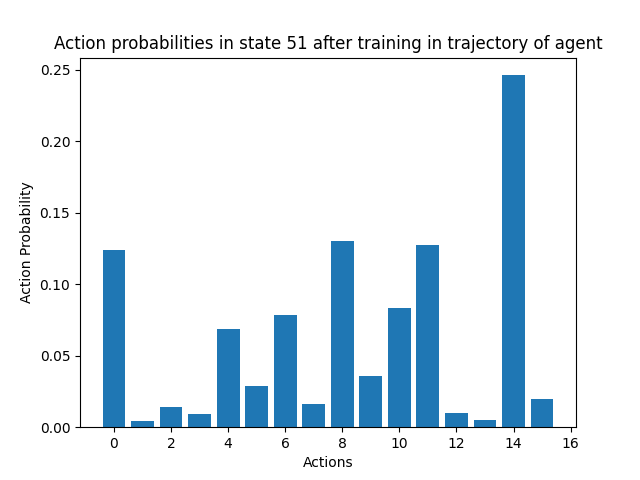 Action probabilities in state 51 after training in trajectory of agent
0.25
0.20
0.15
0.10
0.05
0.00
Action Probability
0 2 4 6 8 10 12 14 16
Actions